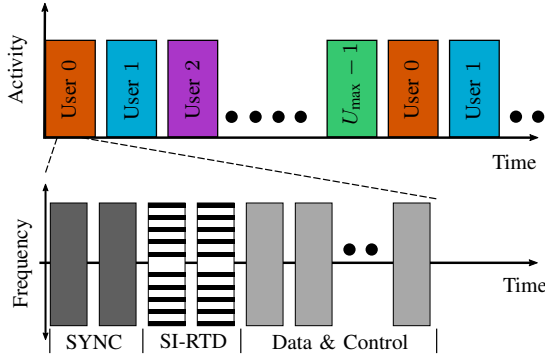 Activity
User 0
User 1
User 2
U_max − 1
User 0
User 1
Time
Frequency
Time
SYNC
SI-RTD
Data & Control